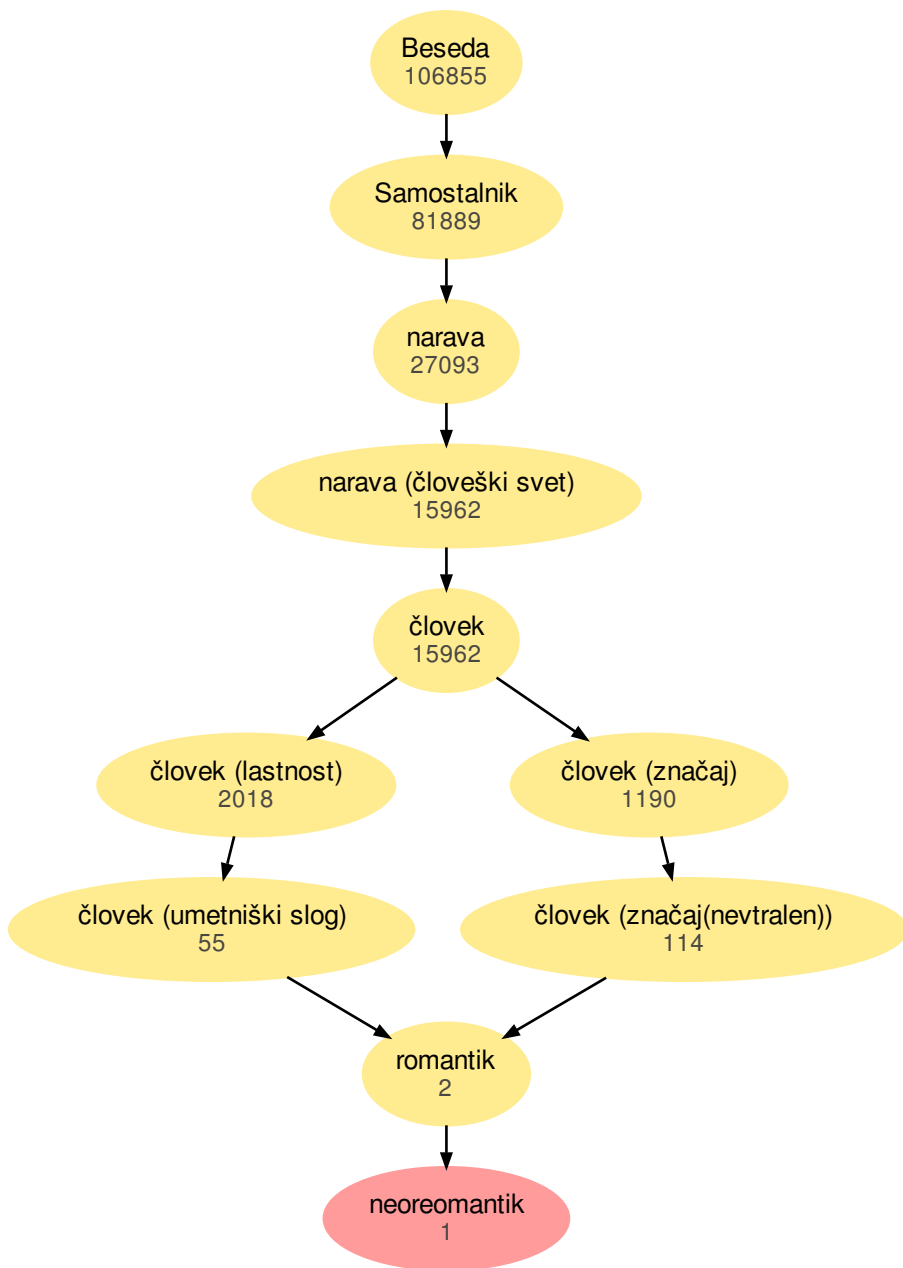 Beseda
106855
Samostalnik
81889
narava
27093
narava (človeški svet)
15962
človek
15962
človek (lastnost)
2018
človek (značaj)
1190
človek (umetniški slog)
55
človek (značaj(nevtralen))
114
romantik
2
neoreomantik
1